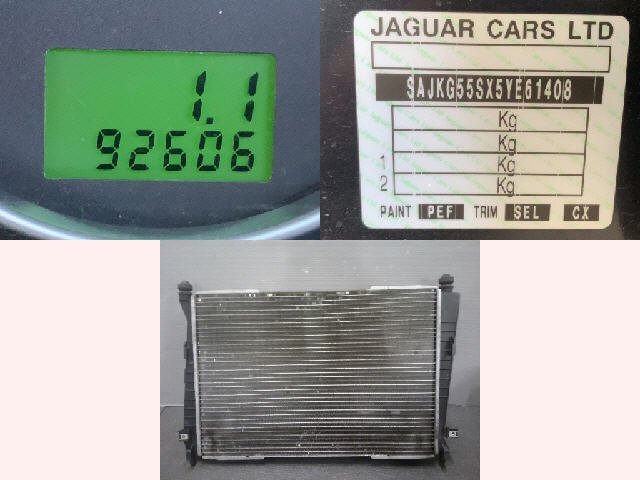 1.1
92606
JAGUAR CARS LTD
SAJKG55SX5YE61408
Kg
Kg
1 Kg
2 Kg
PAINT PEF TRIM SEL CX